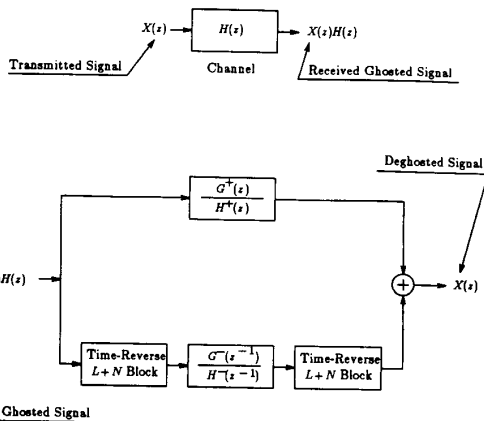 X(z) H(z) X(z)H(z)
Transmitted Signal Channel Received Ghosted Signal
Deghosted Signal
G+(z)
H+(z)
H(z) + X(z)
Time-Reverse G-(z-1) Time-Reverse
L+N Block H-(z-1) L+N Block
Ghosted Signal